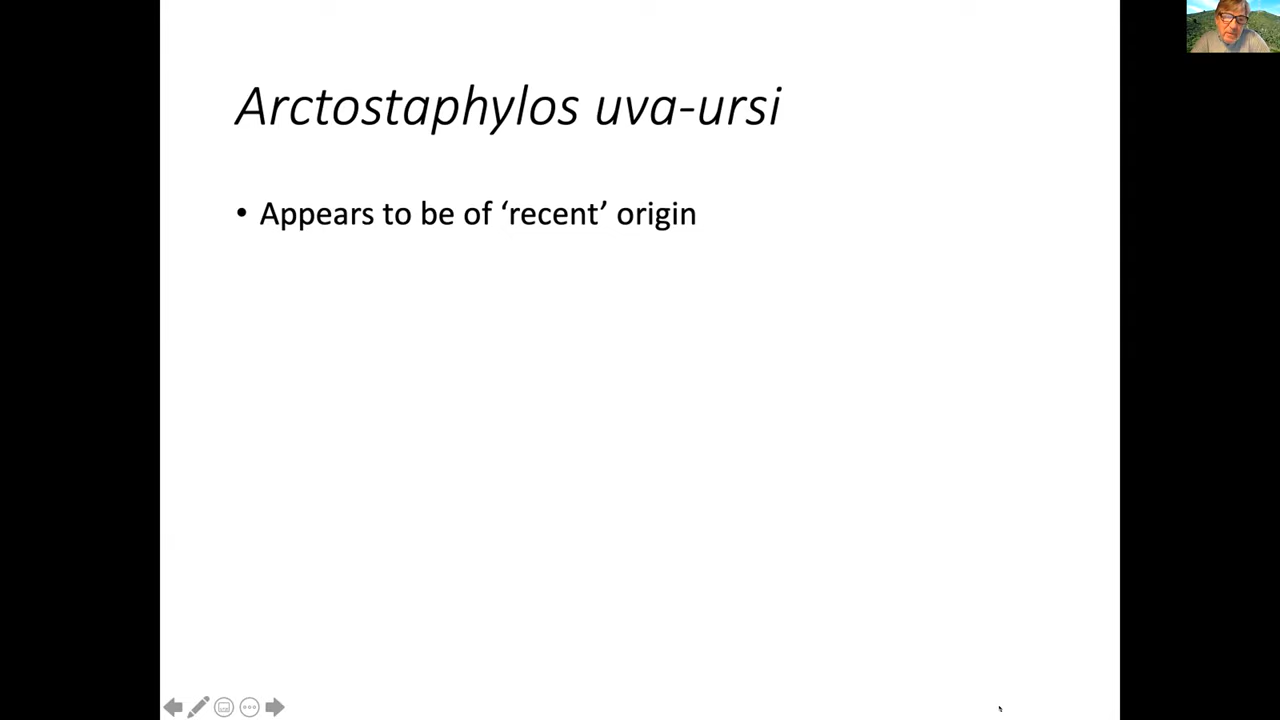 Arctostaphylos uva-ursi
• Appears to be of ‘recent’ origin